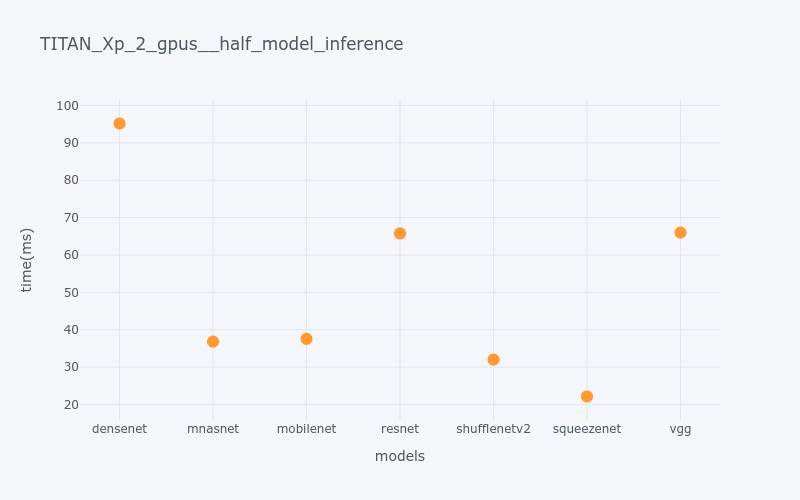 TITAN_Xp_2_gpus__half_model_inference
100
90
80
70
60
50
40
30
20
time(ms)
densenet mnasnet mobilenet resnet shufflenetv2 squeezenet vgg
models